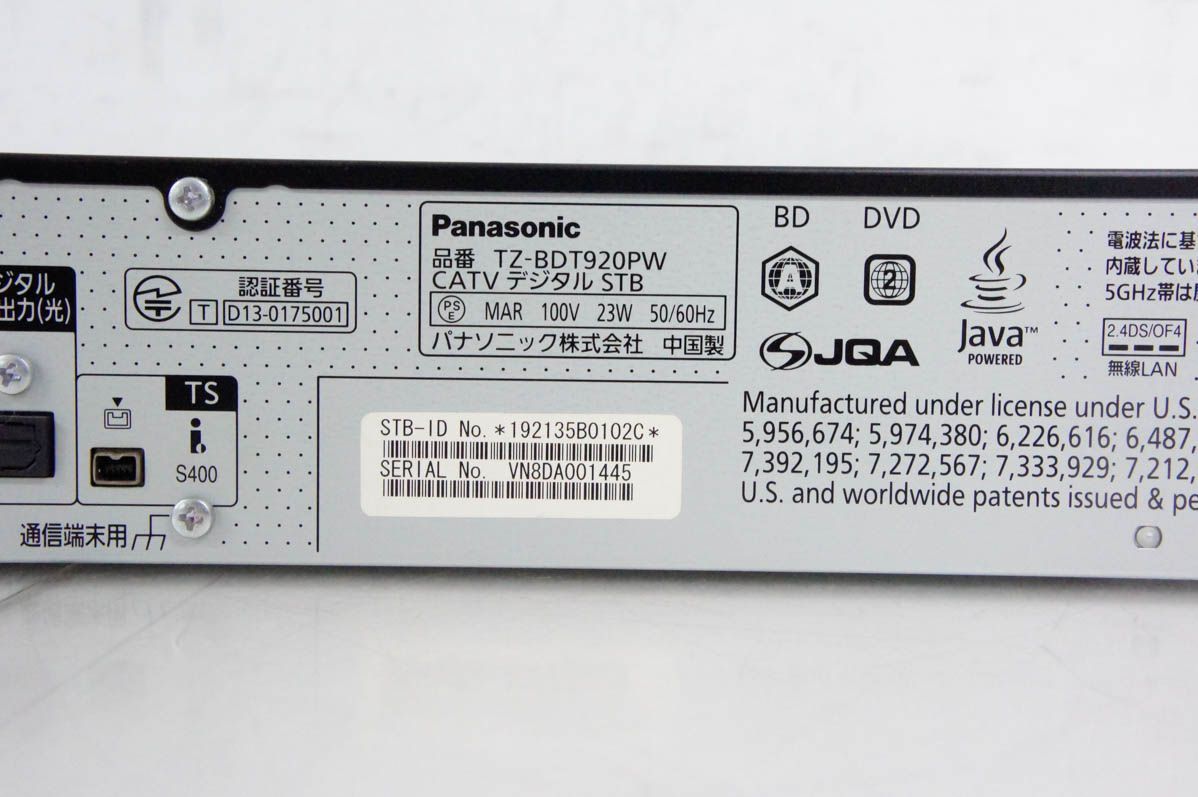 ジタル
出力(光)
認証番号
T D13-0175001
TS
i.
S400
通信端末用
Panasonic
品番 TZ-BDT920PW
CATV デジタル STB
PS E MAR 100V 23W 50/60Hz
パナソニック株式会社 中国製
STB-ID No. *192135B0102C*
SERIAL No. VN8DA001445
BD DVD
A 2
JQA
Java™
POWERED
電波法に基
内蔵していま
5GHz帯は
2.4DS/OF4
無線LAN
Manufactured under license under U.S.
5,956,674; 5,974,380; 6,226,616; 6,487,
7,392,195; 7,272,567; 7,333,929; 7,212,
U.S. and worldwide patents issued & pe